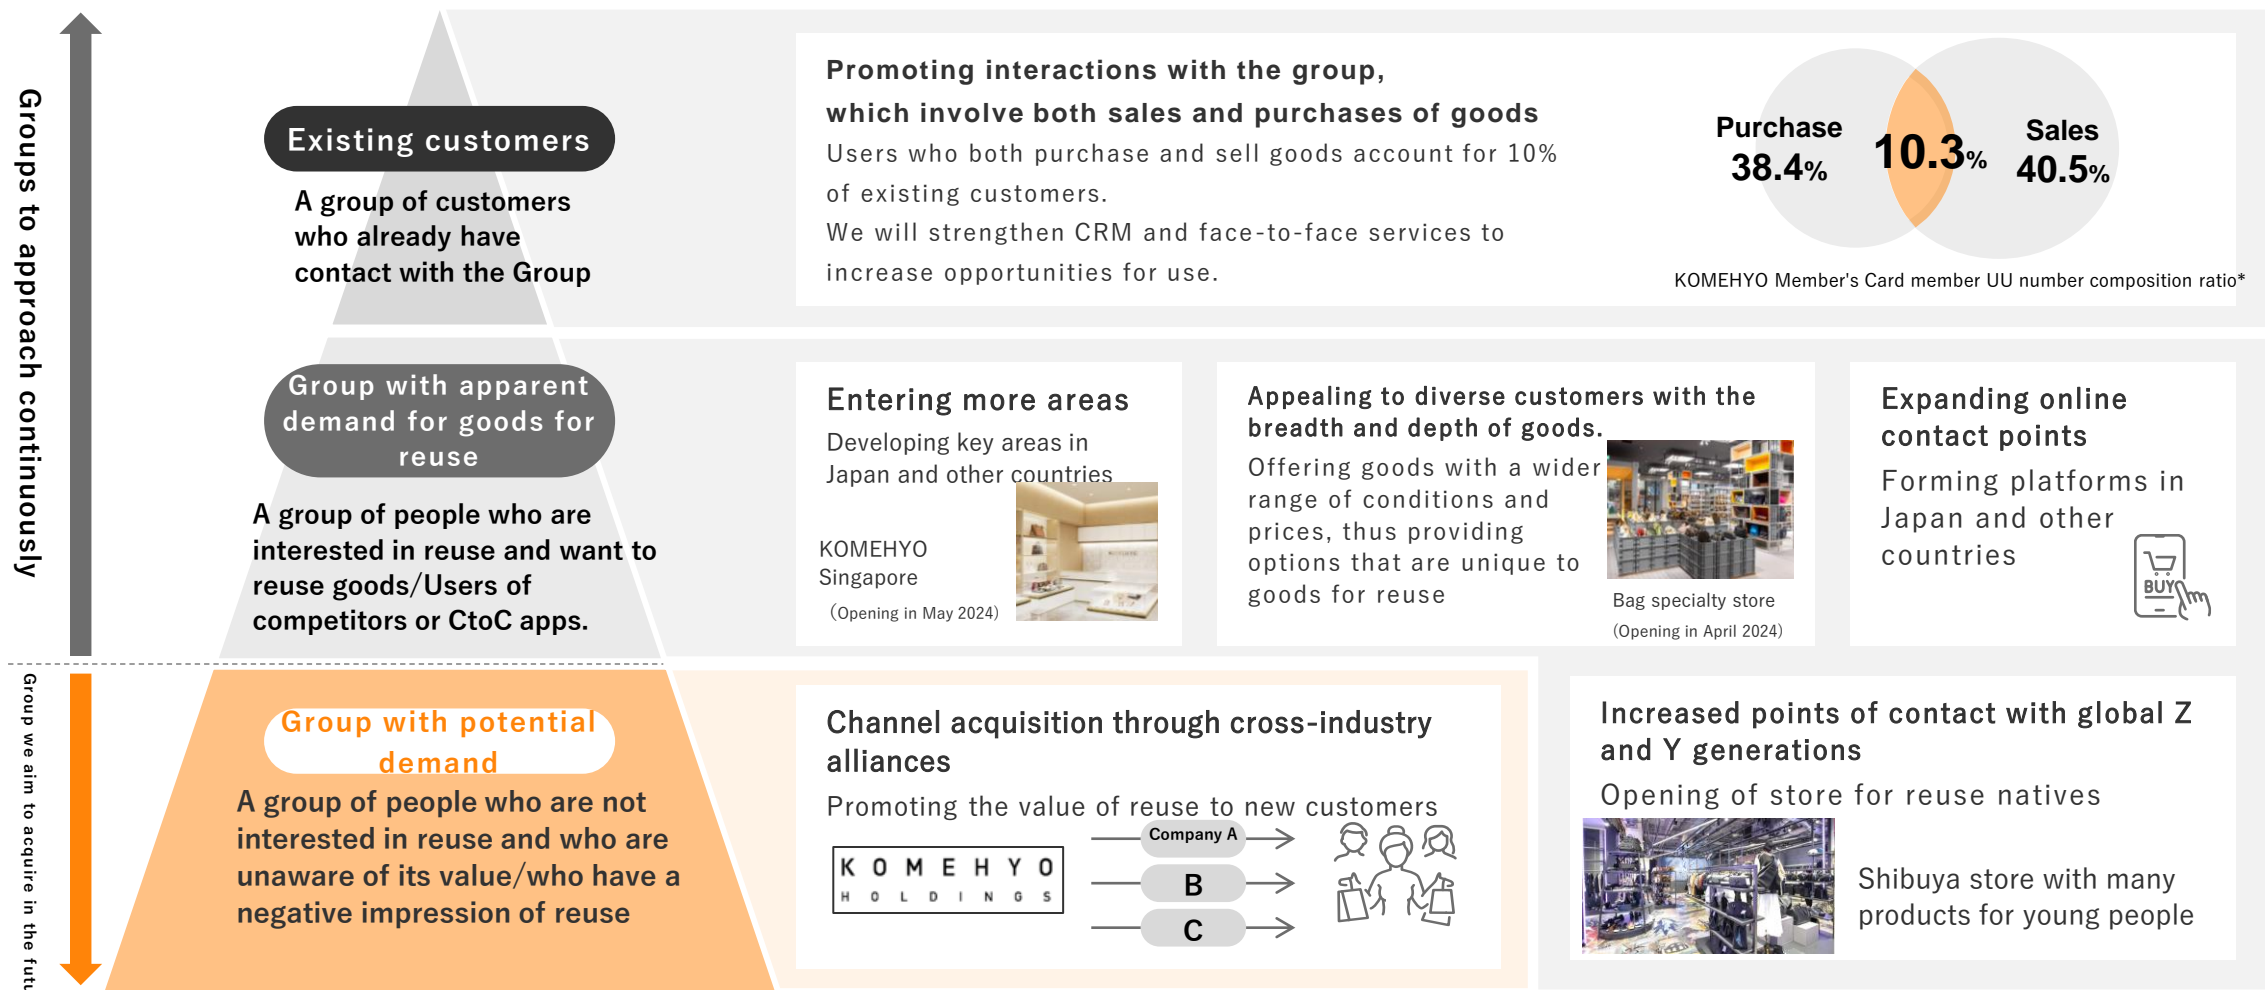 Groups to approach continuously
Existing customers
A group of customers
who already have
contact with the Group
Promoting interactions with the group,
which involve both sales and purchases of goods
Users who both purchase and sell goods account for 10%
of existing customers.
We will strengthen CRM and face-to-face services to
increase opportunities for use.
Purchase
38.4%
10.3%
Sales
40.5%
KOMEHYO Member's Card member UU number composition ratio*
Group with apparent
demand for goods for
reuse
A group of people who are
interested in reuse and want to
reuse goods/Users of
competitors or CtoC apps.
Entering more areas
Developing key areas in
Japan and other countries
KOMEHYO
Singapore
(Opening in May 2024)
Appealing to diverse customers with the
breadth and depth of goods.
Offering goods with a wider
range of conditions and
prices, thus providing
options that are unique to
goods for reuse
Bag specialty store
(Opening in April 2024)
Expanding online
contact points
Forming platforms in
Japan and other
countries
BUY
Group we aim to acquire in the futu
Group with potential
demand
A group of people who are not
interested in reuse and who are
unaware of its value/who have a
negative impression of reuse
Channel acquisition through cross-industry
alliances
Promoting the value of reuse to new customers
KOMEHYO
HOLDINGS
Company A
B
C
Increased points of contact with global Z
and Y generations
Opening of store for reuse natives
Shibuya store with many
products for young people